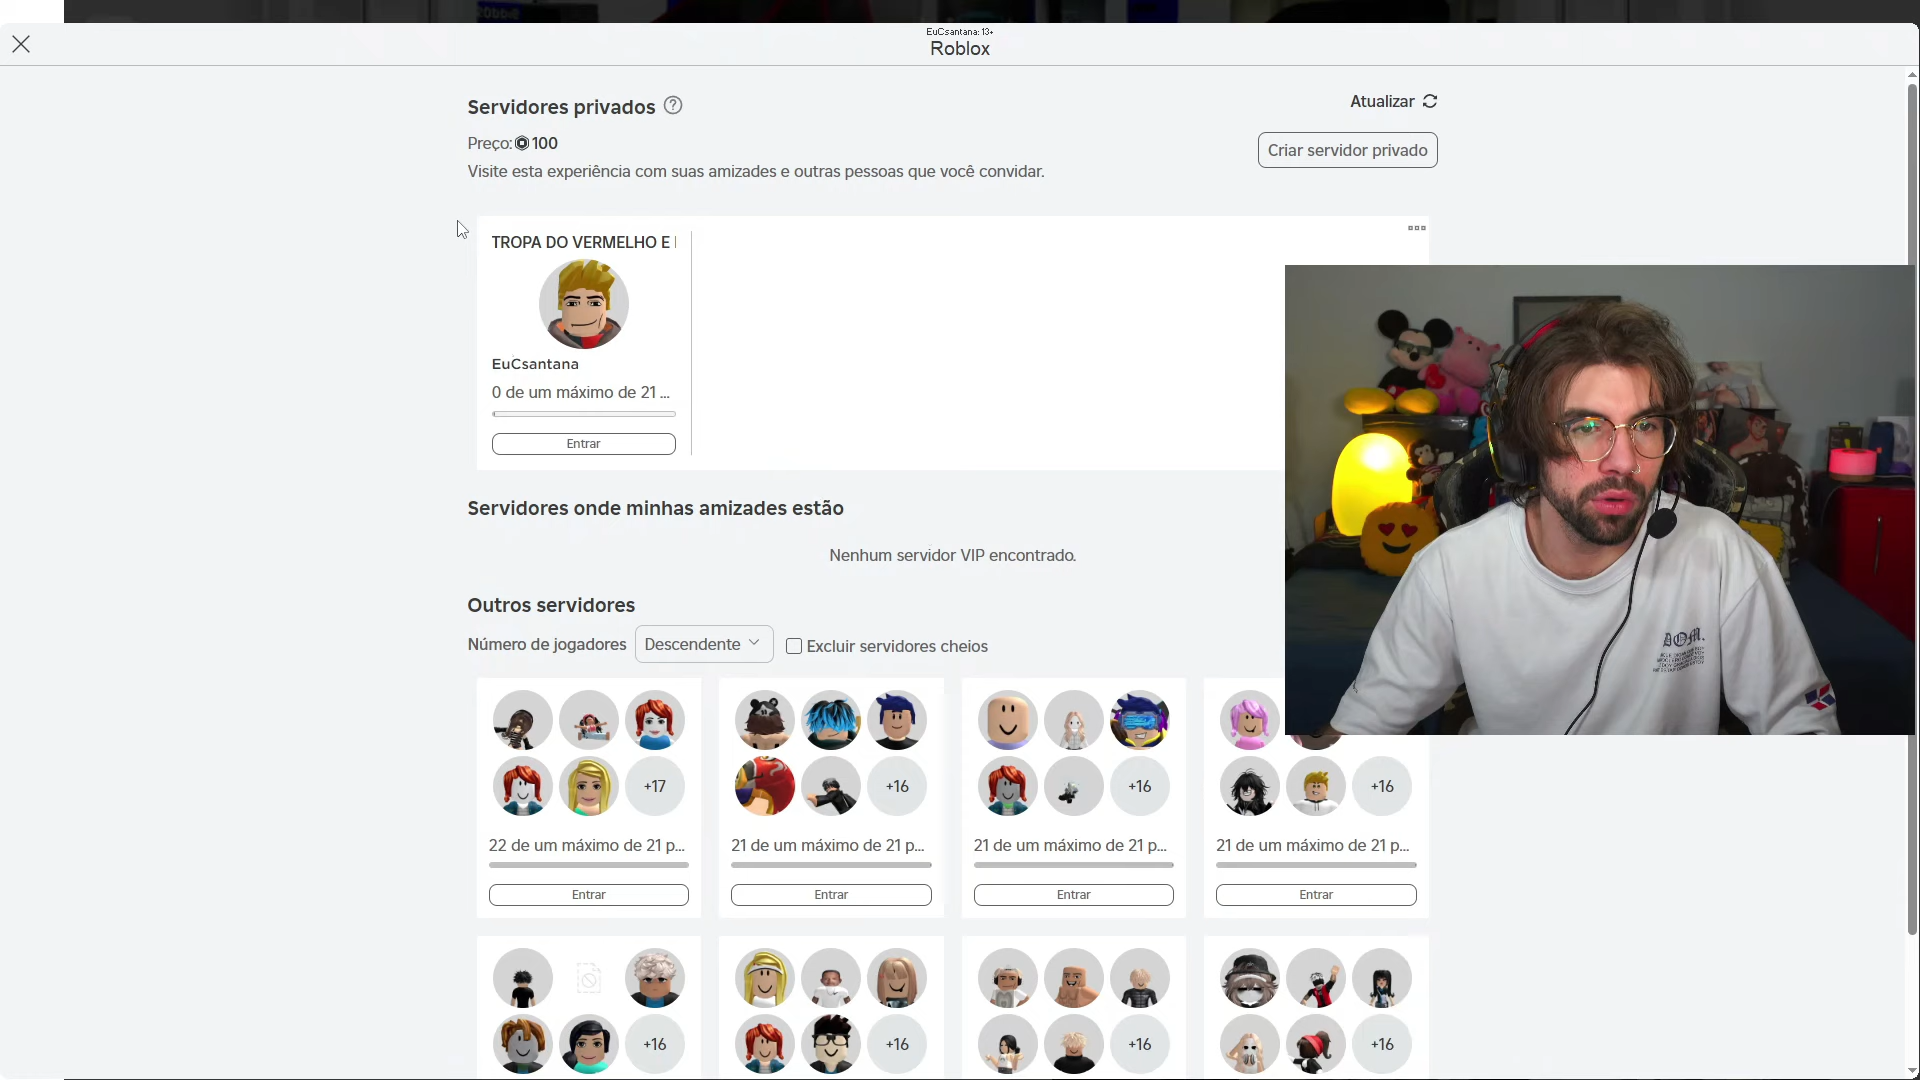 EuCsantana: 13+
Roblox
Servidores privados
Atualizar
Preço: 100
Criar servidor privado
Visite esta experiência com suas amizades e outras pessoas que você convidar.
TROPA DO VERMELHO E
EuCsantana
0 de um máximo de 21 ...
Entrar
Servidores onde minhas amizades estão
Nenhum servidor VIP encontrado.
Outros servidores
Número de jogadores Descendente Excluir servidores cheios
+17 +16 +16 +16
22 de um máximo de 21 p... 21 de um máximo de 21 p... 21 de um máximo de 21 p... 21 de um máximo de 21 p...
Entrar Entrar Entrar Entrar
+16 +16 +16 +16
DOM.